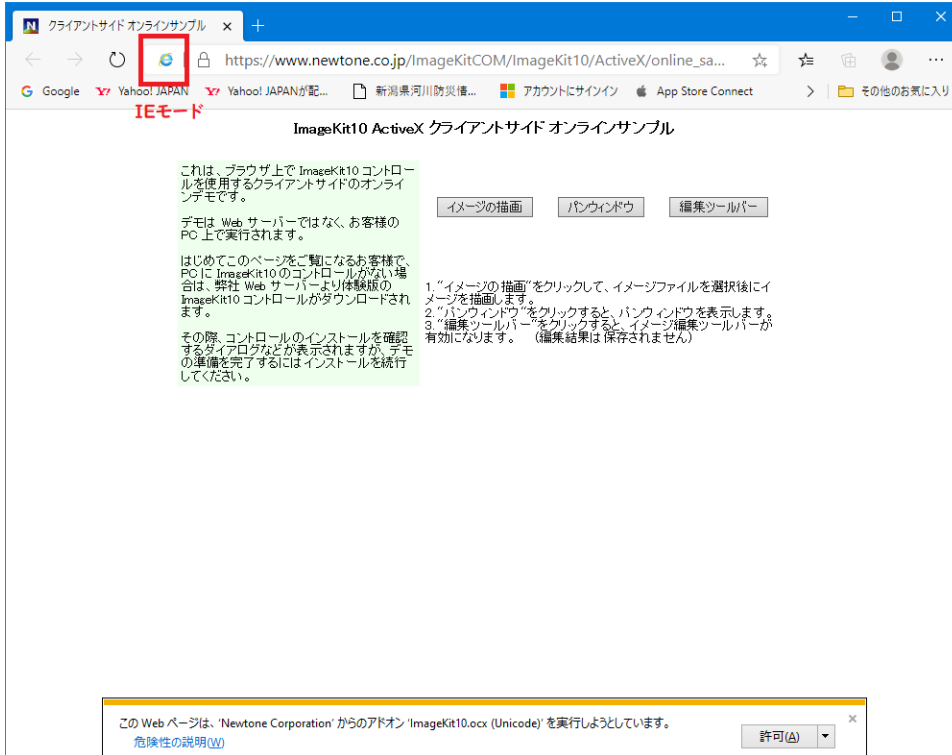 クライアントサイド オンラインサンプル
https://www.newtone.co.jp/ImageKitCOM/ImageKit10/ActiveX/online_sa...
Google Yahoo! JAPAN Yahoo! JAPANが配... 新潟県河川防災情... アカウントにサインイン App Store Connect その他のお気に入り
IEモード
ImageKit10 ActiveX クライアントサイド オンラインサンプル
これは、ブラウザ上で ImageKit10 コントロー
ルを使用するクライアントサイドのオンライ
ンデモです。
デモは Web サーバーではなく、お客様の
PC 上で実行されます。
はじめてこのページをご覧になるお客様で、
PC に ImageKit10 のコントロールがない場
合は、弊社 Web サーバーより体験版の
ImageKit10 コントロールがダウンロードされ
ます。
その際、コントロールのインストールを確認
するダイアログなどが表示されますが、デモ
の準備を完了するにはインストールを続行
してください。
イメージの描画 パンウィンドウ 編集ツールバー
1.“イメージの描画”をクリックして、イメージファイルを選択後にイ
メージを描画します。
2.“パンウィンドウ”をクリックすると、パンウィンドウを表示します。
3.“編集ツールバー”をクリックすると、イメージ編集ツールバーが
有効になります。 （編集結果は保存されません）
この Web ページは、'Newtone Corporation' からのアドオン 'ImageKit10.ocx (Unicode)' を実行しようとしています。
危険性の説明(W)
許可(A)